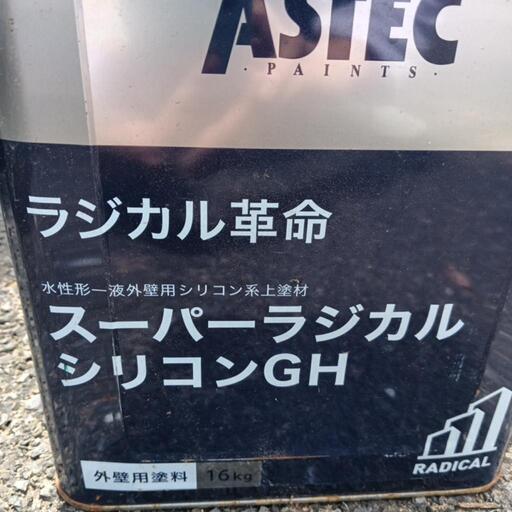 ASTEC
・PAINTS・
ラジカル革命
水性形一液外壁用シリコン系上塗材
スーパーラジカル
シリコンGH
外壁用塗料 16kg
RADICAL